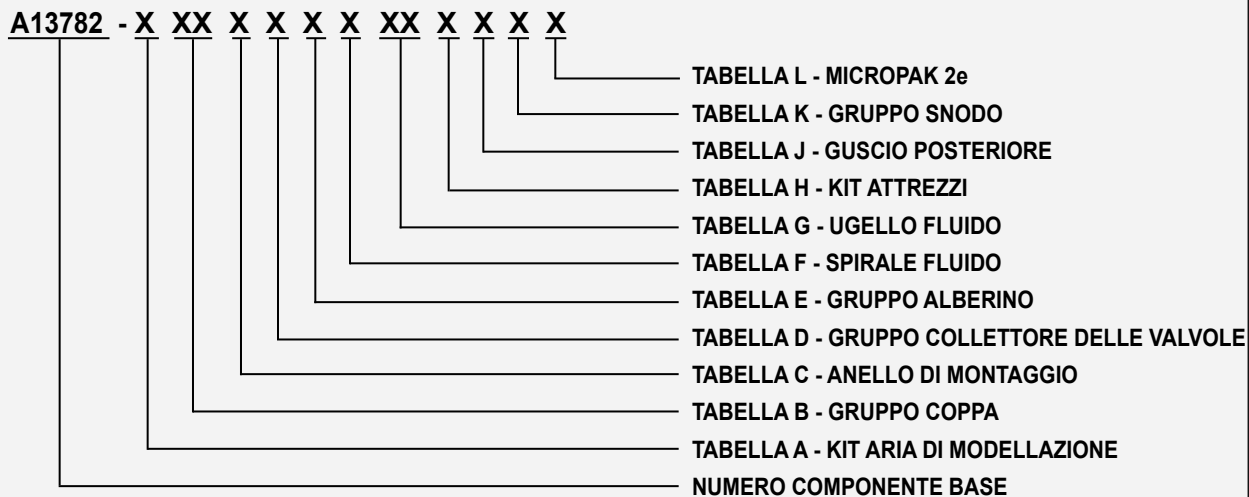 A13782 - X XX X X X X XX X X X X
TABELLA L - MICROPAK 2e
TABELLA K - GRUPPO SNODO
TABELLA J - GUSCIO POSTERIORE
TABELLA H - KIT ATTREZZI
TABELLA G - UGELLO FLUIDO
TABELLA F - SPIRALE FLUIDO
TABELLA E - GRUPPO ALBERINO
TABELLA D - GRUPPO COLLETTORE DELLE VALVOLE
TABELLA C - ANELLO DI MONTAGGIO
TABELLA B - GRUPPO COPPA
TABELLA A - KIT ARIA DI MODELLAZIONE
NUMERO COMPONENTE BASE